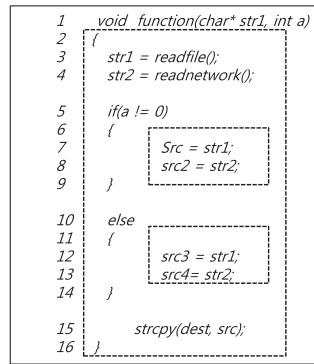 1 void function(char* str1, int a)
2 {
3 str1 = readfile();
4 str2 = readnetwork();
5 if(a != 0)
6 {
7 Src = str1;
8 src2 = str2;
9 }
10 else
11 {
12 src3 = str1;
13 src4= str2;
14 }
15 strcpy(dest, src);
16 }